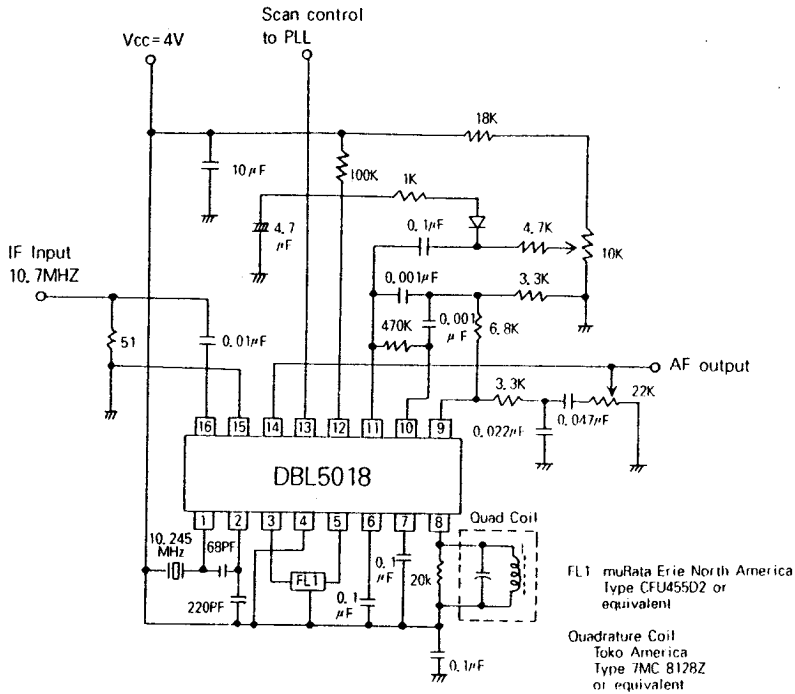 Scan control
to PLL
Vcc=4V
18K
10μF
100K
1K
4.7
μF
0.1μF
4.7K
10K
IF Input
10.7MHZ
0.001μF
3.3K
51
0.01μF
470K
0.001
μF
6.8K
AF output
3.3K
22K
0.022μF
0.047μF
16
15
14
13
12
11
10
9
DBL5018
1
2
3
4
5
6
7
8
Quad Coil
10.245
MHz
68PF
FL1
0.1
μF
0.1
μF
20k
220PF
0.1μF
FL1 muRata Erie North America
Type CFU455D2 or
equivalent
Quadrature Coil
Toko America
Type 7MC 8128Z
or equivalent